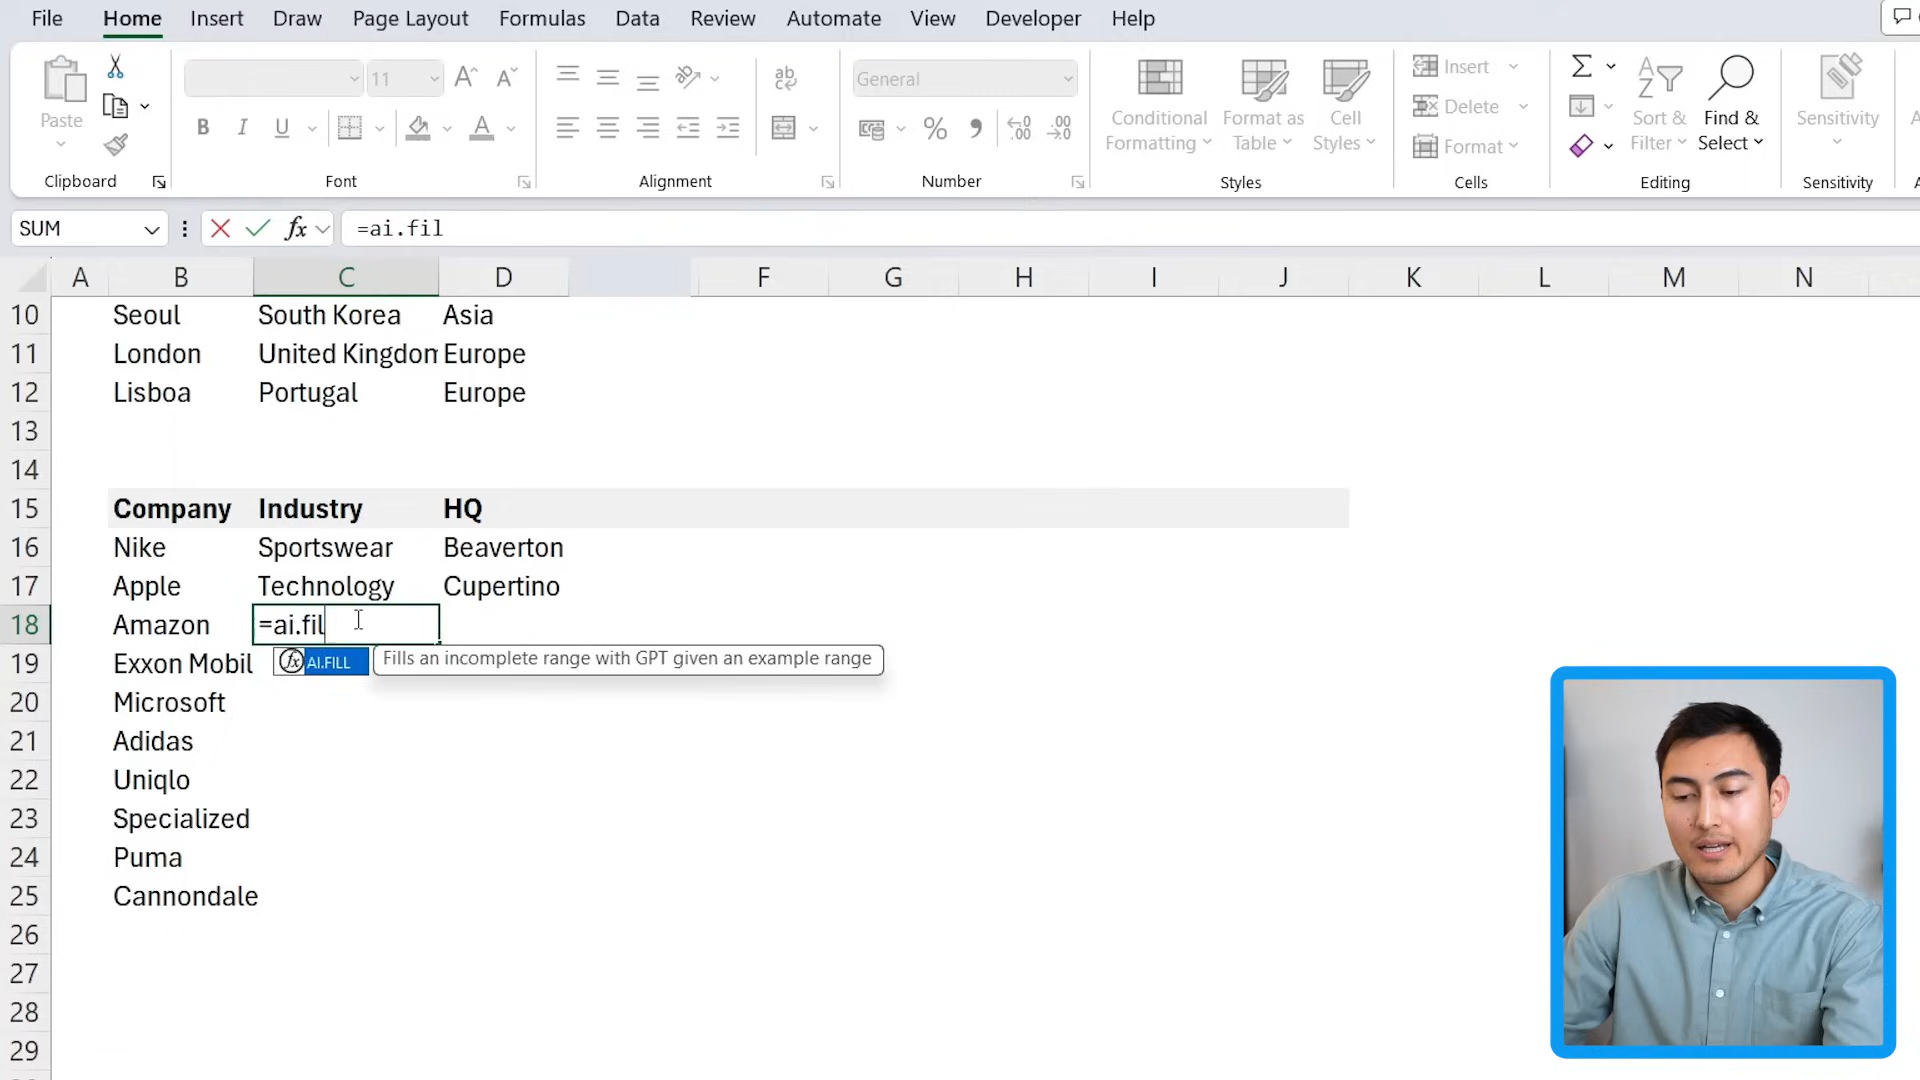 File Home Insert Draw Page Layout Formulas Data Review Automate View Developer Help
Paste
11
General
Conditional Formatting
Format as Table
Cell Styles
Insert
Delete
Format
Sort & Filter
Find & Select
Sensitivity
Clipboard Font Alignment Number Styles Cells Editing Sensitivity
SUM =ai.fil
A B C D F G H I J K L M N
10 Seoul South Korea Asia
11 London United Kingdom Europe
12 Lisboa Portugal Europe
13
14
15 Company Industry HQ
16 Nike Sportswear Beaverton
17 Apple Technology Cupertino
18 Amazon =ai.fil
19 Exxon Mobil AI.FILL Fills an incomplete range with GPT given an example range
20 Microsoft
21 Adidas
22 Uniqlo
23 Specialized
24 Puma
25 Cannondale
26
27
28
29